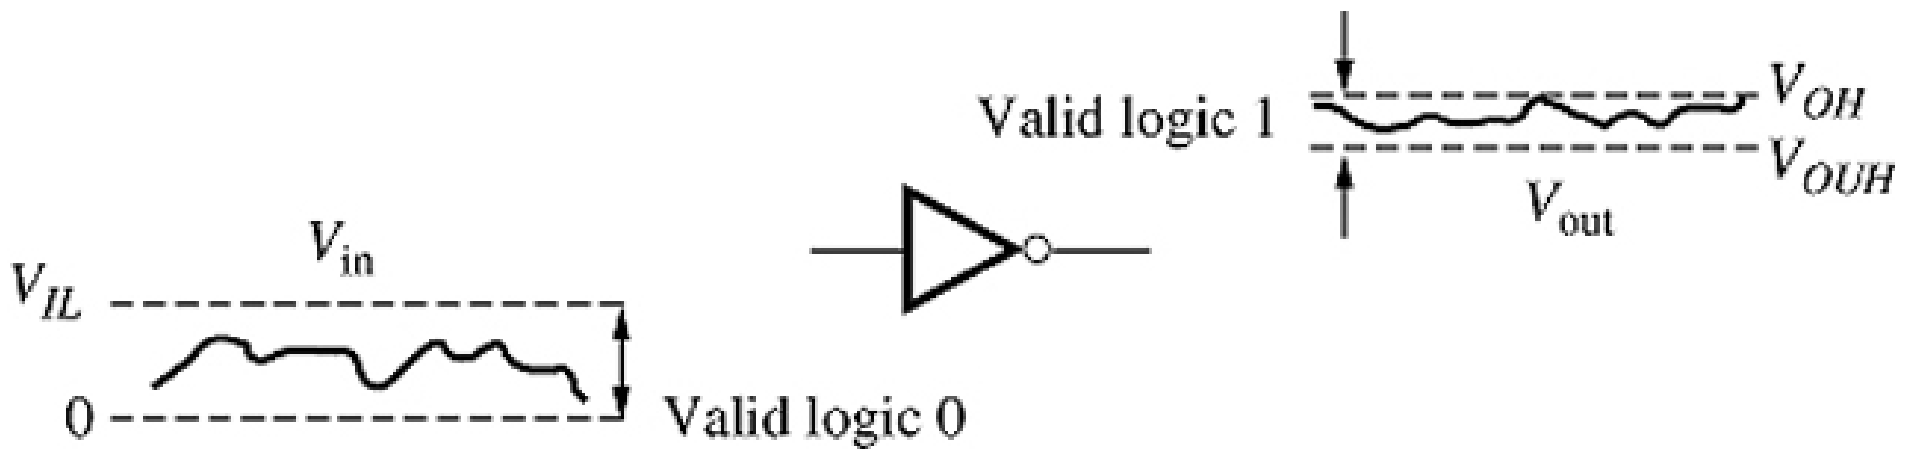 Valid logic 1
V_OH
V_OUH
V_out
V_in
V_IL
0
Valid logic 0